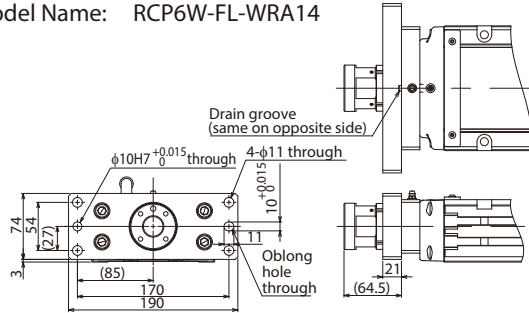 odel Name: RCP6W-FL-WRA14
Drain groove
(same on opposite side)
ϕ10H7 +0.015 0 through
4-ϕ11 through
+0.015
10 0
74
54
(27)
3
11
Oblong
hole
through
(85)
170
190
21
(64.5)